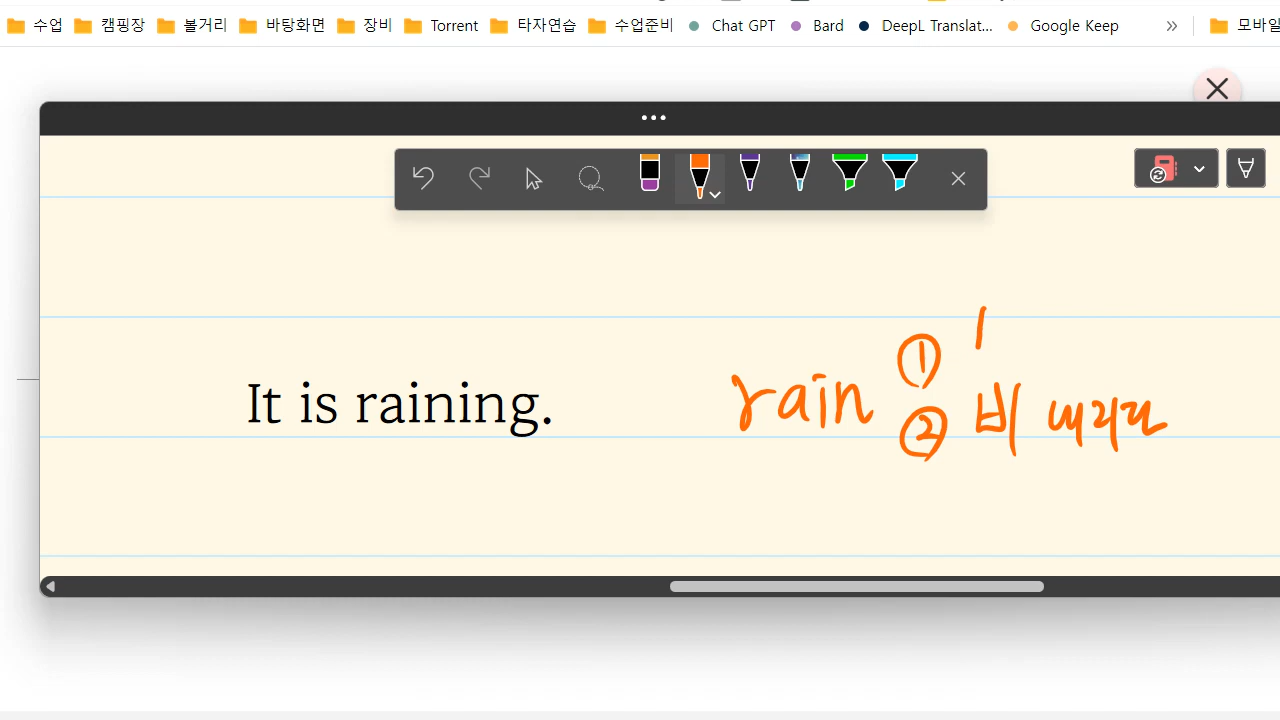 수업 캠핑장 볼거리 바탕화면 장비 Torrent 타자연습 수업준비 Chat GPT Bard DeepL Translat... Google Keep » 모바일
It is raining. rain ①
② 비 내리다